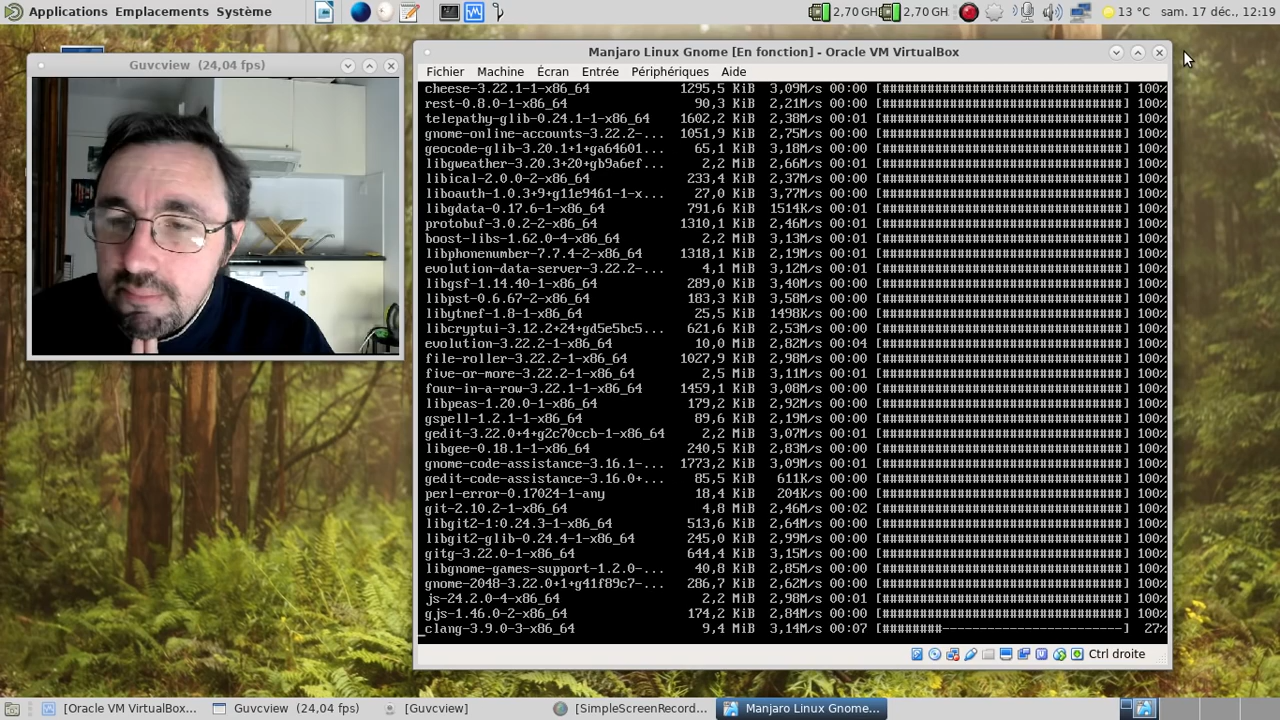 Applications Emplacements Système
2,70 GH 2,70 GH 13 °C sam. 17 déc., 12:19
Guvcview (24,04 fps)
Manjaro Linux Gnome [En fonction] - Oracle VM VirtualBox
Fichier Machine Écran Entrée Périphériques Aide
cheese-3.22.1-1-x86_64 1295,5 KiB 3,09M/s 00:00 [################################] 100%
rest-0.8.0-1-x86_64 90,3 KiB 2,21M/s 00:00 [################################] 100%
telepathy-glib-0.24.1-1-x86_64 1602,2 KiB 2,38M/s 00:01 [################################] 100%
gnome-online-accounts-3.22.2-... 1051,9 KiB 2,75M/s 00:00 [################################] 100%
geocode-glib-3.20.1+1+ga64601... 65,1 KiB 3,18M/s 00:00 [################################] 100%
libgweather-3.20.3+20+gb9a6ef... 2,2 MiB 2,66M/s 00:01 [################################] 100%
libical-2.0.0-2-x86_64 233,4 KiB 2,37M/s 00:00 [################################] 100%
liboauth-1.0.3+9+g11e9461-1-x... 27,0 KiB 3,77M/s 00:00 [################################] 100%
libgdata-0.17.6-1-x86_64 791,6 KiB 1514K/s 00:01 [################################] 100%
protobuf-3.0.2-2-x86_64 1310,1 KiB 2,46M/s 00:01 [################################] 100%
boost-libs-1.62.0-4-x86_64 2,2 MiB 3,13M/s 00:01 [################################] 100%
libphonenumber-7.7.4-2-x86_64 1318,1 KiB 2,19M/s 00:01 [################################] 100%
evolution-data-server-3.22.2-... 4,1 MiB 3,12M/s 00:01 [################################] 100%
libgsf-1.14.40-1-x86_64 289,0 KiB 3,40M/s 00:00 [################################] 100%
libpst-0.6.67-2-x86_64 183,3 KiB 3,58M/s 00:00 [################################] 100%
libytnef-1.8-1-x86_64 25,5 KiB 1498K/s 00:00 [################################] 100%
libcryptui-3.12.2+24+gd5e5bc5... 621,6 KiB 2,53M/s 00:00 [################################] 100%
evolution-3.22.2-1-x86_64 10,0 MiB 2,82M/s 00:04 [################################] 100%
file-roller-3.22.2-1-x86_64 1027,9 KiB 2,98M/s 00:00 [################################] 100%
five-or-more-3.22.2-1-x86_64 2,5 MiB 3,11M/s 00:01 [################################] 100%
four-in-a-row-3.22.1-1-x86_64 1459,1 KiB 3,08M/s 00:00 [################################] 100%
libpeas-1.20.0-1-x86_64 179,2 KiB 2,92M/s 00:00 [################################] 100%
gspell-1.2.1-1-x86_64 89,6 KiB 2,19M/s 00:00 [################################] 100%
gedit-3.22.0+4+g2c70ccb-1-x86_64 2,2 MiB 3,07M/s 00:01 [################################] 100%
libgee-0.18.1-1-x86_64 240,5 KiB 2,83M/s 00:00 [################################] 100%
gnome-code-assistance-3.16.1-... 1773,2 KiB 3,09M/s 00:01 [################################] 100%
gedit-code-assistance-3.16.0+... 85,5 KiB 611K/s 00:00 [################################] 100%
perl-error-0.17024-1-any 18,4 KiB 204K/s 00:00 [################################] 100%
git-2.10.2-1-x86_64 4,8 MiB 2,46M/s 00:02 [################################] 100%
libgit2-1:0.24.3-1-x86_64 513,6 KiB 2,64M/s 00:00 [################################] 100%
libgit2-glib-0.24.4-1-x86_64 245,0 KiB 2,99M/s 00:00 [################################] 100%
gitg-3.22.0-1-x86_64 644,4 KiB 3,15M/s 00:00 [################################] 100%
libgnome-games-support-1.2.0-... 40,8 KiB 2,85M/s 00:00 [################################] 100%
gnome-2048-3.22.0+1+g41f89c7-... 286,7 KiB 2,62M/s 00:00 [################################] 100%
js-24.2.0-4-x86_64 2,2 MiB 2,98M/s 00:01 [################################] 100%
gjs-1.46.0-2-x86_64 174,2 KiB 2,84M/s 00:00 [################################] 100%
clang-3.9.0-3-x86_64 9,4 MiB 3,14M/s 00:07 [########------------------------] 27%
Ctrl droite
[Oracle VM VirtualBox... Guvcview (24,04 fps) [Guvcview] [SimpleScreenRecord... Manjaro Linux Gnome...